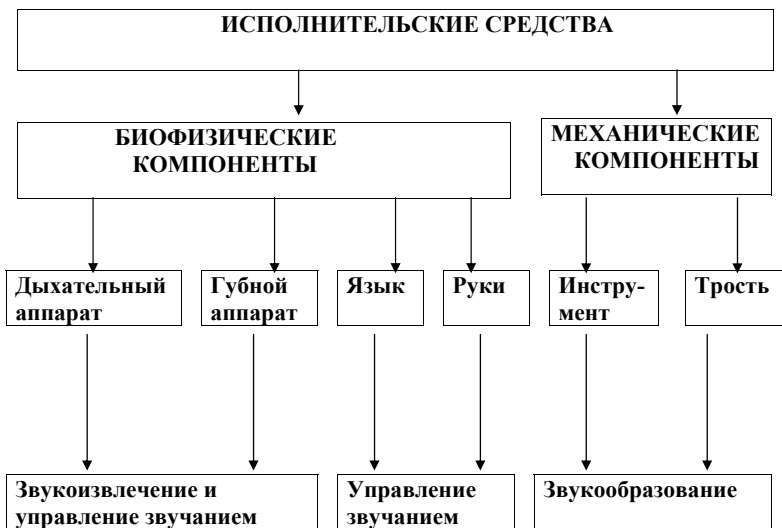 ИСПОЛНИТЕЛЬСКИЕ СРЕДСТВА
БИОФИЗИЧЕСКИЕ
КОМПОНЕНТЫ
МЕХАНИЧЕСКИЕ
КОМПОНЕНТЫ
Дыхательный
аппарат
Губной
аппарат
Язык
Руки
Инстру-
мент
Трость
Звукоизвлечение и
управление звучанием
Управление
звучанием
Звукообразование